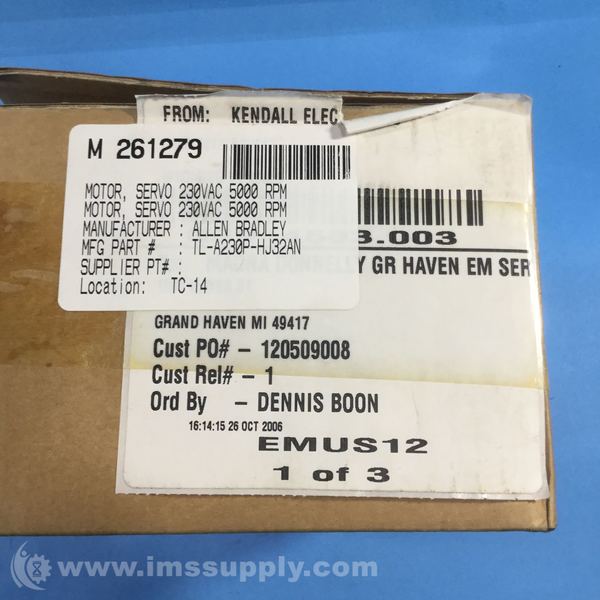 FROM: KENDALL ELEC
M 261279
MOTOR, SERVO 230VAC 5000 RPM
MOTOR, SERVO 230VAC 5000 RPM
MANUFACTURER : ALLEN BRADLEY
MFG PART # : TL-A230P-HJ32AN
SUPPLIER PT# :
Location: TC-14
3.003
DONNELLY GR HAVEN EM SER
GRAND HAVEN MI 49417
Cust PO# - 120509008
Cust Rel# - 1
Ord By - DENNIS BOON
16:14:15 26 OCT 2006
EMUS12
1 of 3
www.imssupply.com